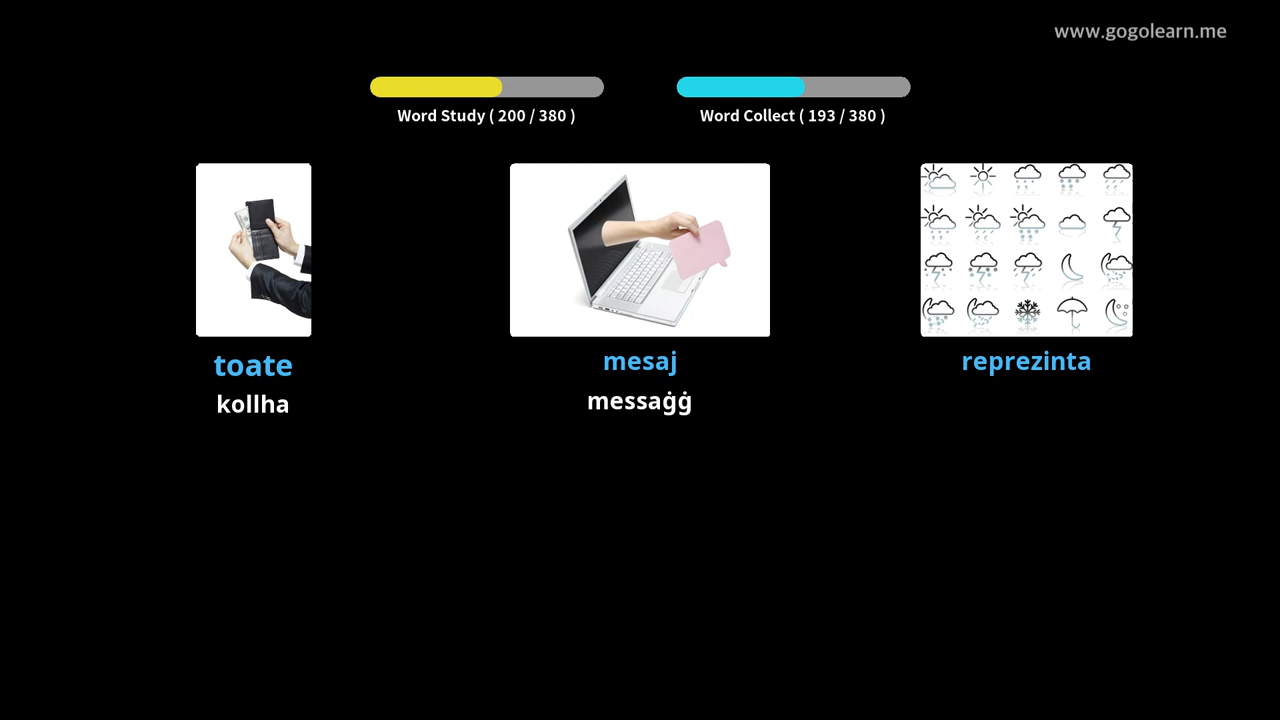 www.gogolearn.me
Word Study ( 200 / 380 )
Word Collect ( 193 / 380 )
toate
kollha
mesaj
messaġġ
reprezinta